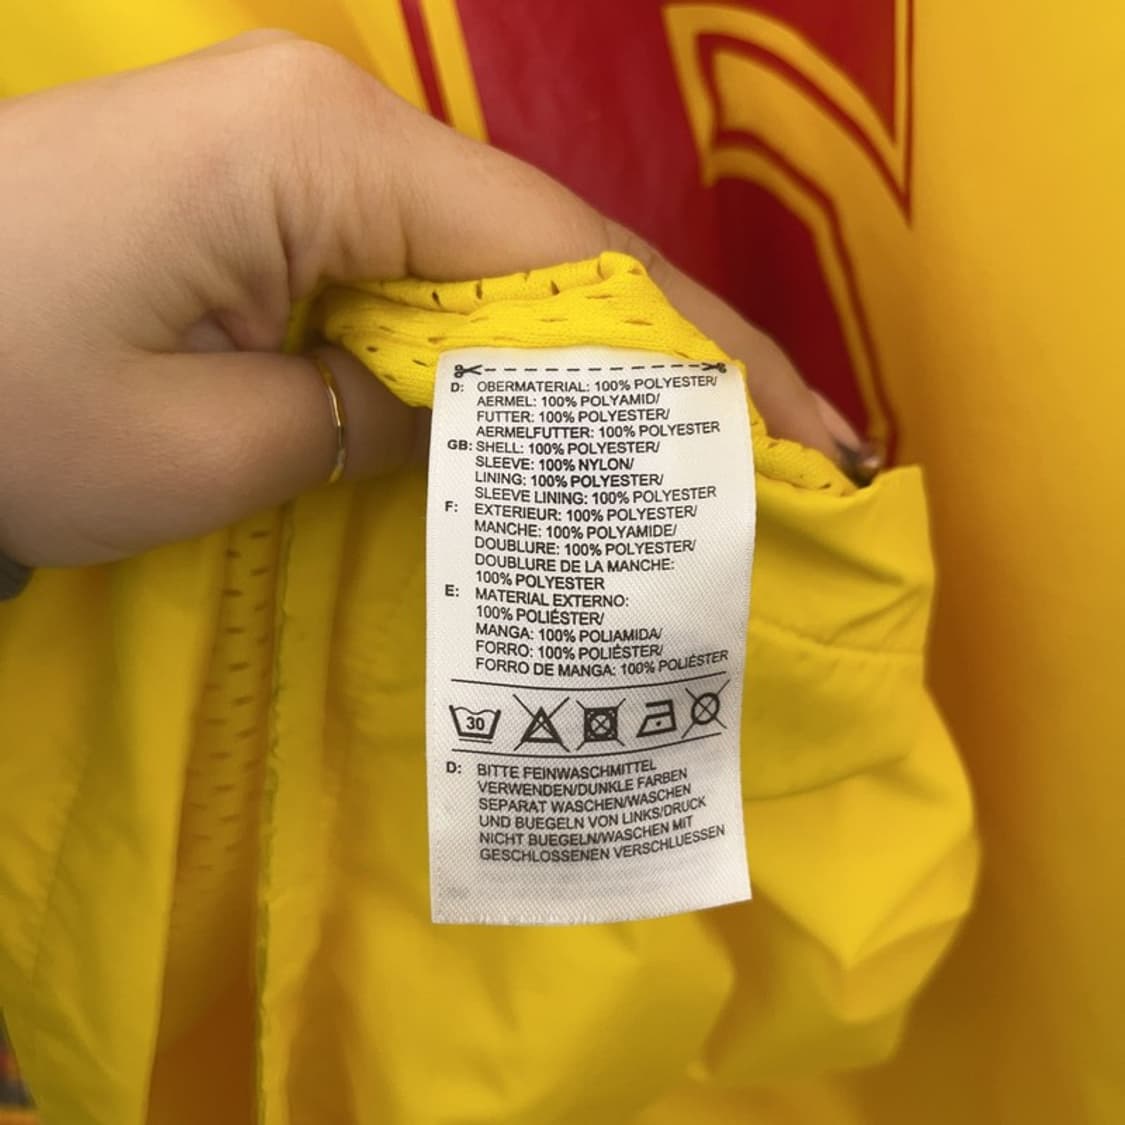 D: OBERMATERIAL: 100% POLYESTER/
AERMEL: 100% POLYAMID/
FUTTER: 100% POLYESTER/
AERMELFUTTER: 100% POLYESTER
GB: SHELL: 100% POLYESTER/
SLEEVE: 100% NYLON/
LINING: 100% POLYESTER/
SLEEVE LINING: 100% POLYESTER
F: EXTERIEUR: 100% POLYESTER/
MANCHE: 100% POLYAMIDE/
DOUBLURE: 100% POLYESTER/
DOUBLURE DE LA MANCHE:
100% POLYESTER
E: MATERIAL EXTERNO:
100% POLIÉSTER/
MANGA: 100% POLIAMIDA/
FORRO: 100% POLIÉSTER/
FORRO DE MANGA: 100% POLIÉSTER
30
D: BITTE FEINWASCHMITTEL
VERWENDEN/DUNKLE FARBEN
SEPARAT WASCHEN/WASCHEN
UND BUEGELN VON LINKS/DRUCK
NICHT BUEGELN/WASCHEN MIT
GESCHLOSSENEN VERSCHLUESSEN